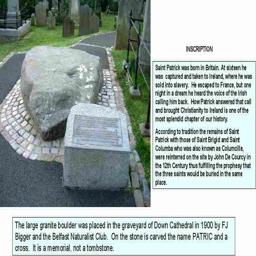 INSCRIPTION
Saint Patrick was born in Britain. At sixteen he
was captured and taken to Ireland, where he was
sold into slavery. He escaped to France, but one
night in a dream he heard the voice of the Irish
calling him back. How Patrick answered that call
and brought Christianity to Ireland is one of the
most splendid chapter of our history.
According to tradition the remains of Saint
Patrick with those of Saint Brigid and Saint
Columba who was also known as Columcille,
were reinterred on the site by John De Courcy in
the 12th Century thus fulfilling the prophesy that
the three saints would be buried in the same
place.
The large granite boulder was placed in the graveyard of Down Cathedral in 1900 by FJ
Bigger and the Belfast Naturalist Club. On the stone is carved the name PATRIC and a
cross. It is a memorial, not a tombstone.